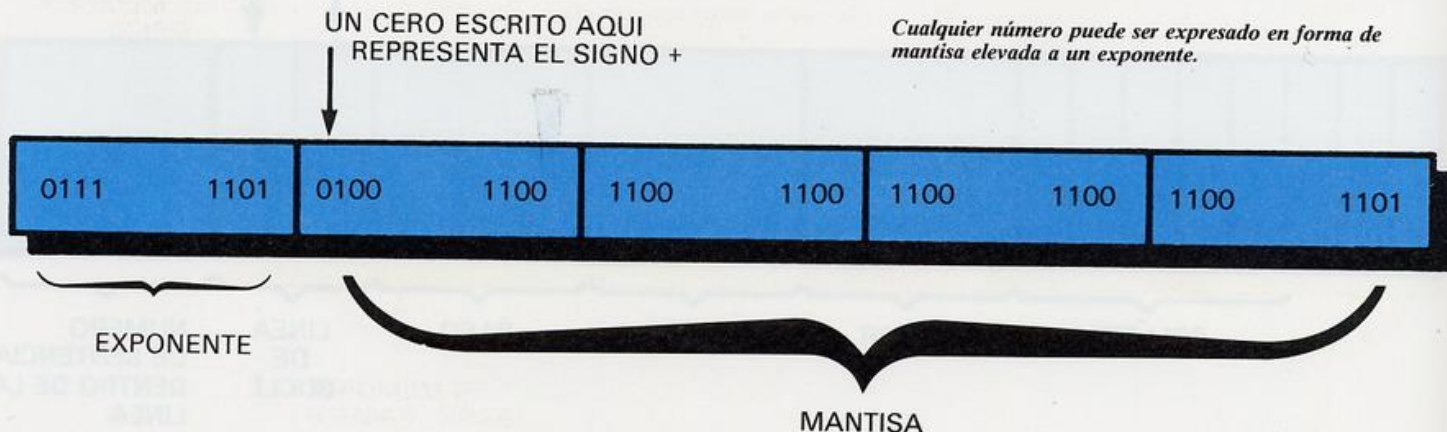 UN CERO ESCRITO AQUI
REPRESENTA EL SIGNO +
Cualquier número puede ser expresado en forma de
mantisa elevada a un exponente.
0111 1101 0100 1100 1100 1100 1100 1100 1100 1101
EXPONENTE
MANTISA